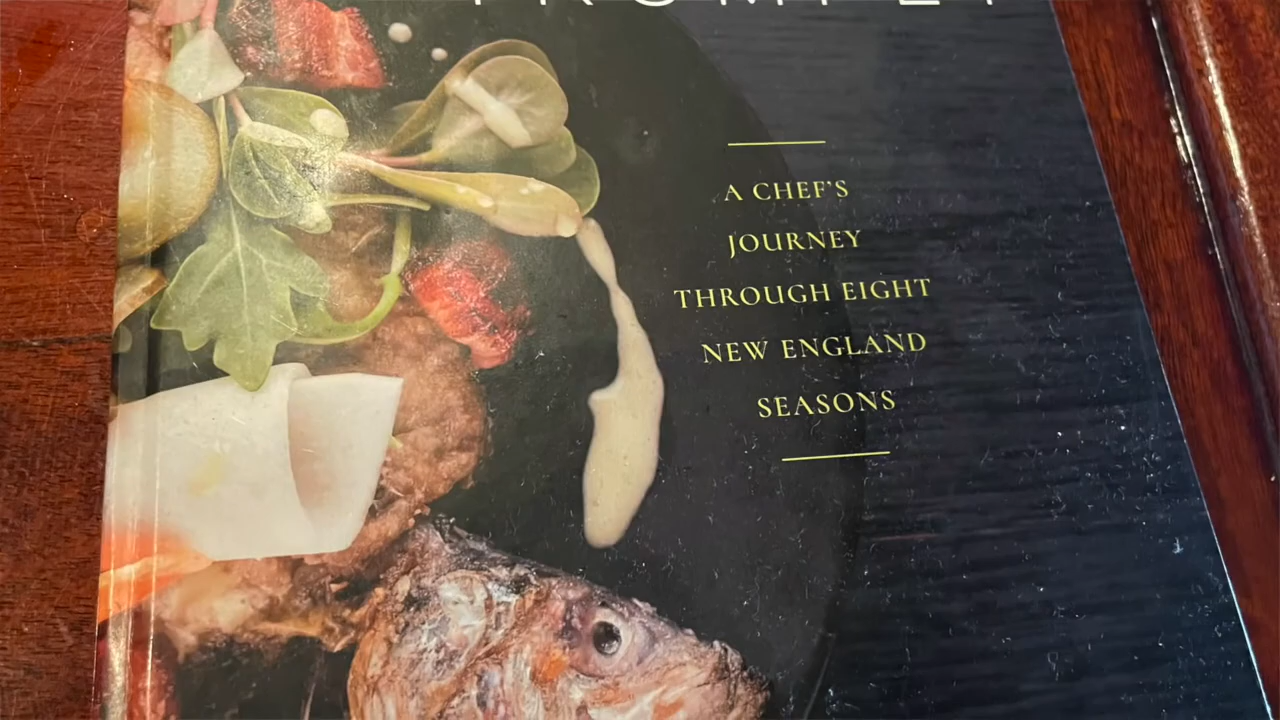 A CHEF'S
JOURNEY
THROUGH EIGHT
NEW ENGLAND
SEASONS